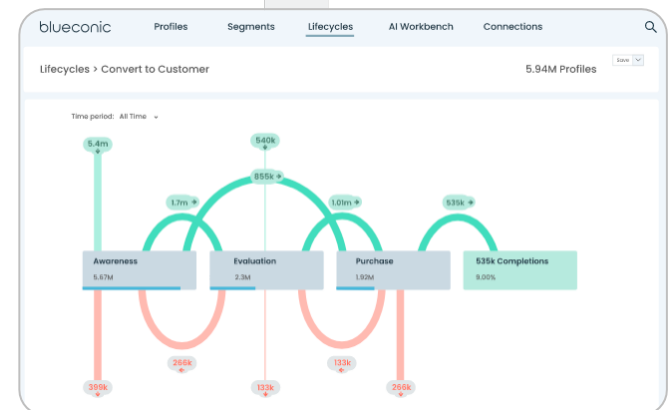 blueconic
Profiles Segments Lifecycles AI Workbench Connections
Lifecycles > Convert to Customer 5.94M Profiles Save
Time period: All Time
5.4m 540k
855k →
1.7m → 1.01m → 535k →
Awareness Evaluation Purchase 535k Completions
5.67M 2.3M 1.92M 9.00%
266k 133k
399k 133k 266k